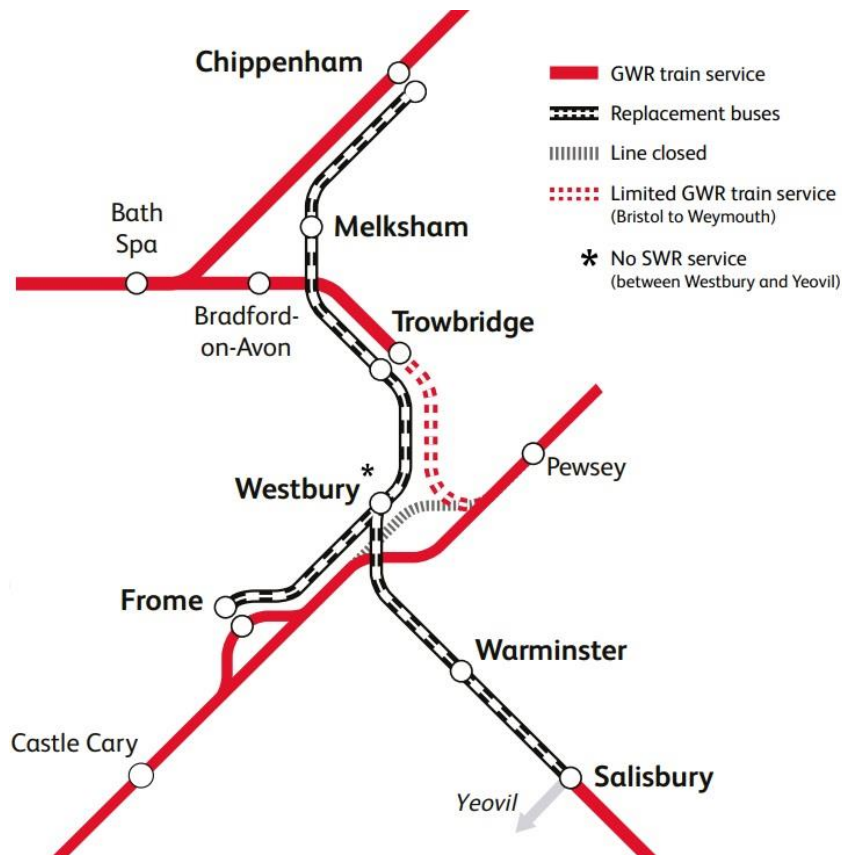 Chippenham
GWR train service
Replacement buses
Line closed
Limited GWR train service
(Bristol to Weymouth)
* No SWR service
(between Westbury and Yeovil)
Bath
Spa
Melksham
Bradford-
on-Avon
Trowbridge
Westbury*
Pewsey
Frome
Warminster
Castle Cary
Salisbury
Yeovil